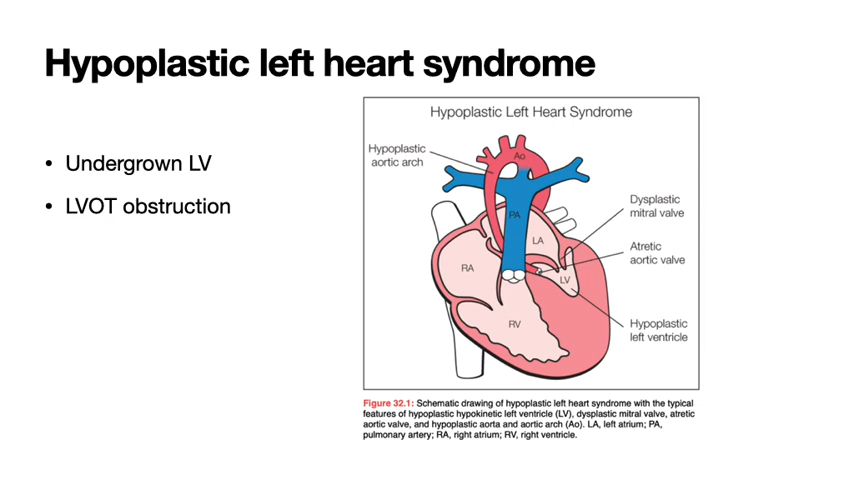 Hypoplastic left heart syndrome
• Undergrown LV
• LVOT obstruction
Hypoplastic Left Heart Syndrome
Hypoplastic
aortic arch
Ao
PA
Dysplastic
mitral valve
LA
Atretic
aortic valve
RA
LV
RV
Hypoplastic
left ventricle
Figure 32.1: Schematic drawing of hypoplastic left heart syndrome with the typical
features of hypoplastic hypokinetic left ventricle (LV), dysplastic mitral valve, atretic
aortic valve, and hypoplastic aorta and aortic arch (Ao). LA, left atrium; PA,
pulmonary artery; RA, right atrium; RV, right ventricle.